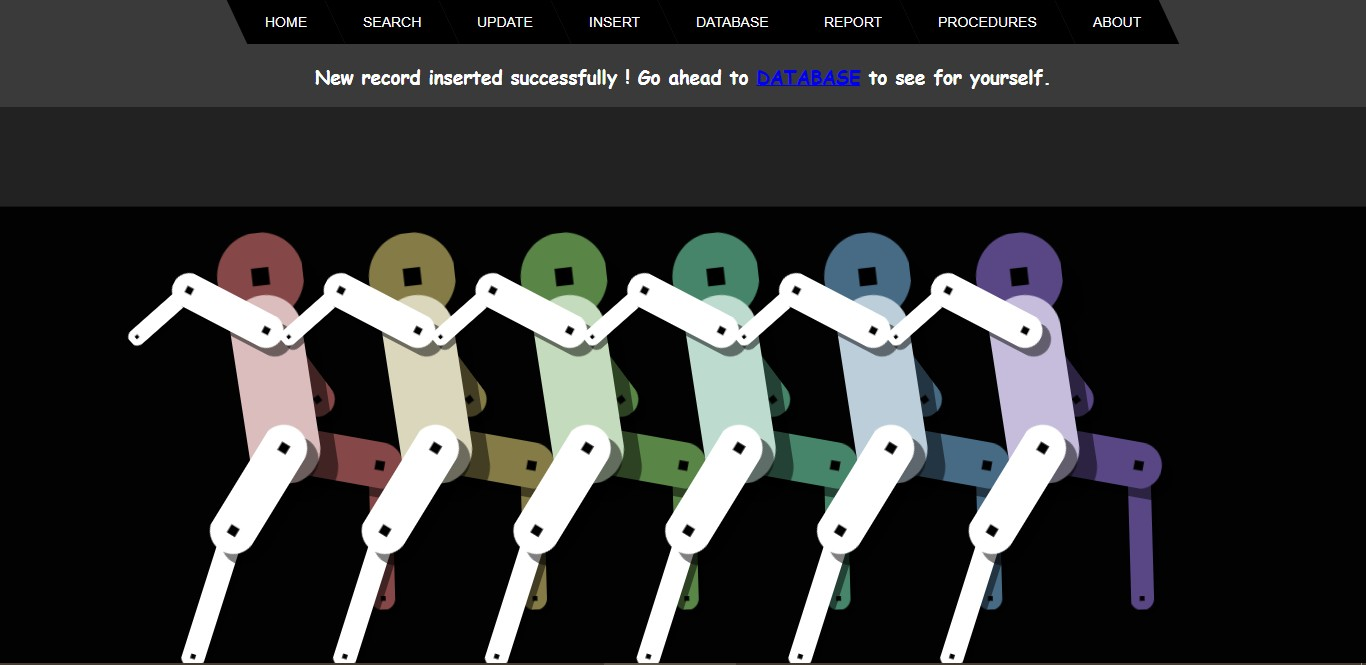 HOME SEARCH UPDATE INSERT DATABASE REPORT PROCEDURES ABOUT
New record inserted successfully ! Go ahead to DATABASE to see for yourself.